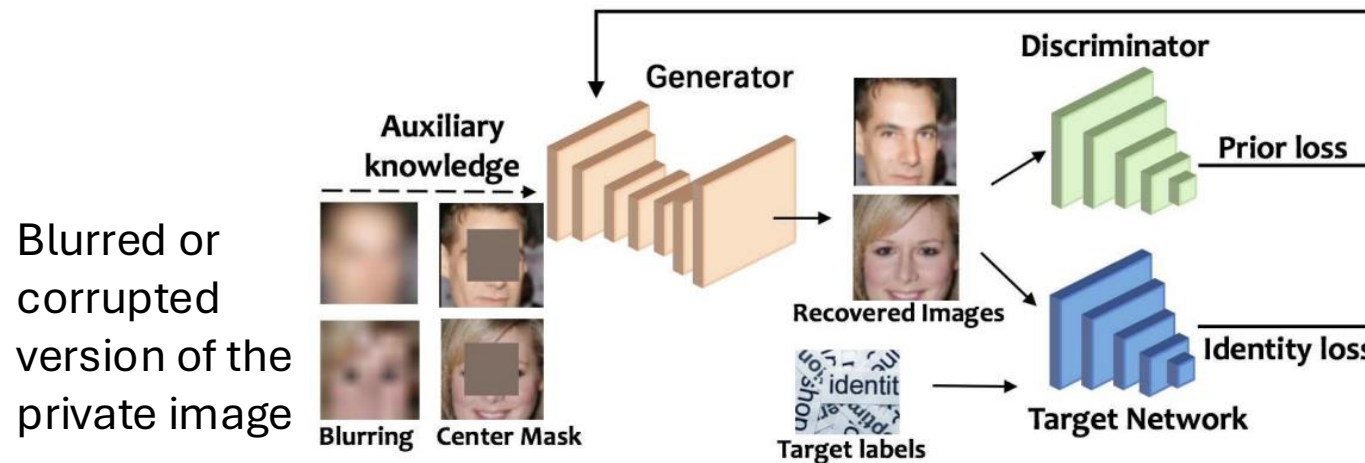 Blurred or
corrupted
version of the
private image
Auxiliary
knowledge
Blurring
Center Mask
Generator
Recovered Images
identit
Target labels
Discriminator
Prior loss
Identity loss
Target Network